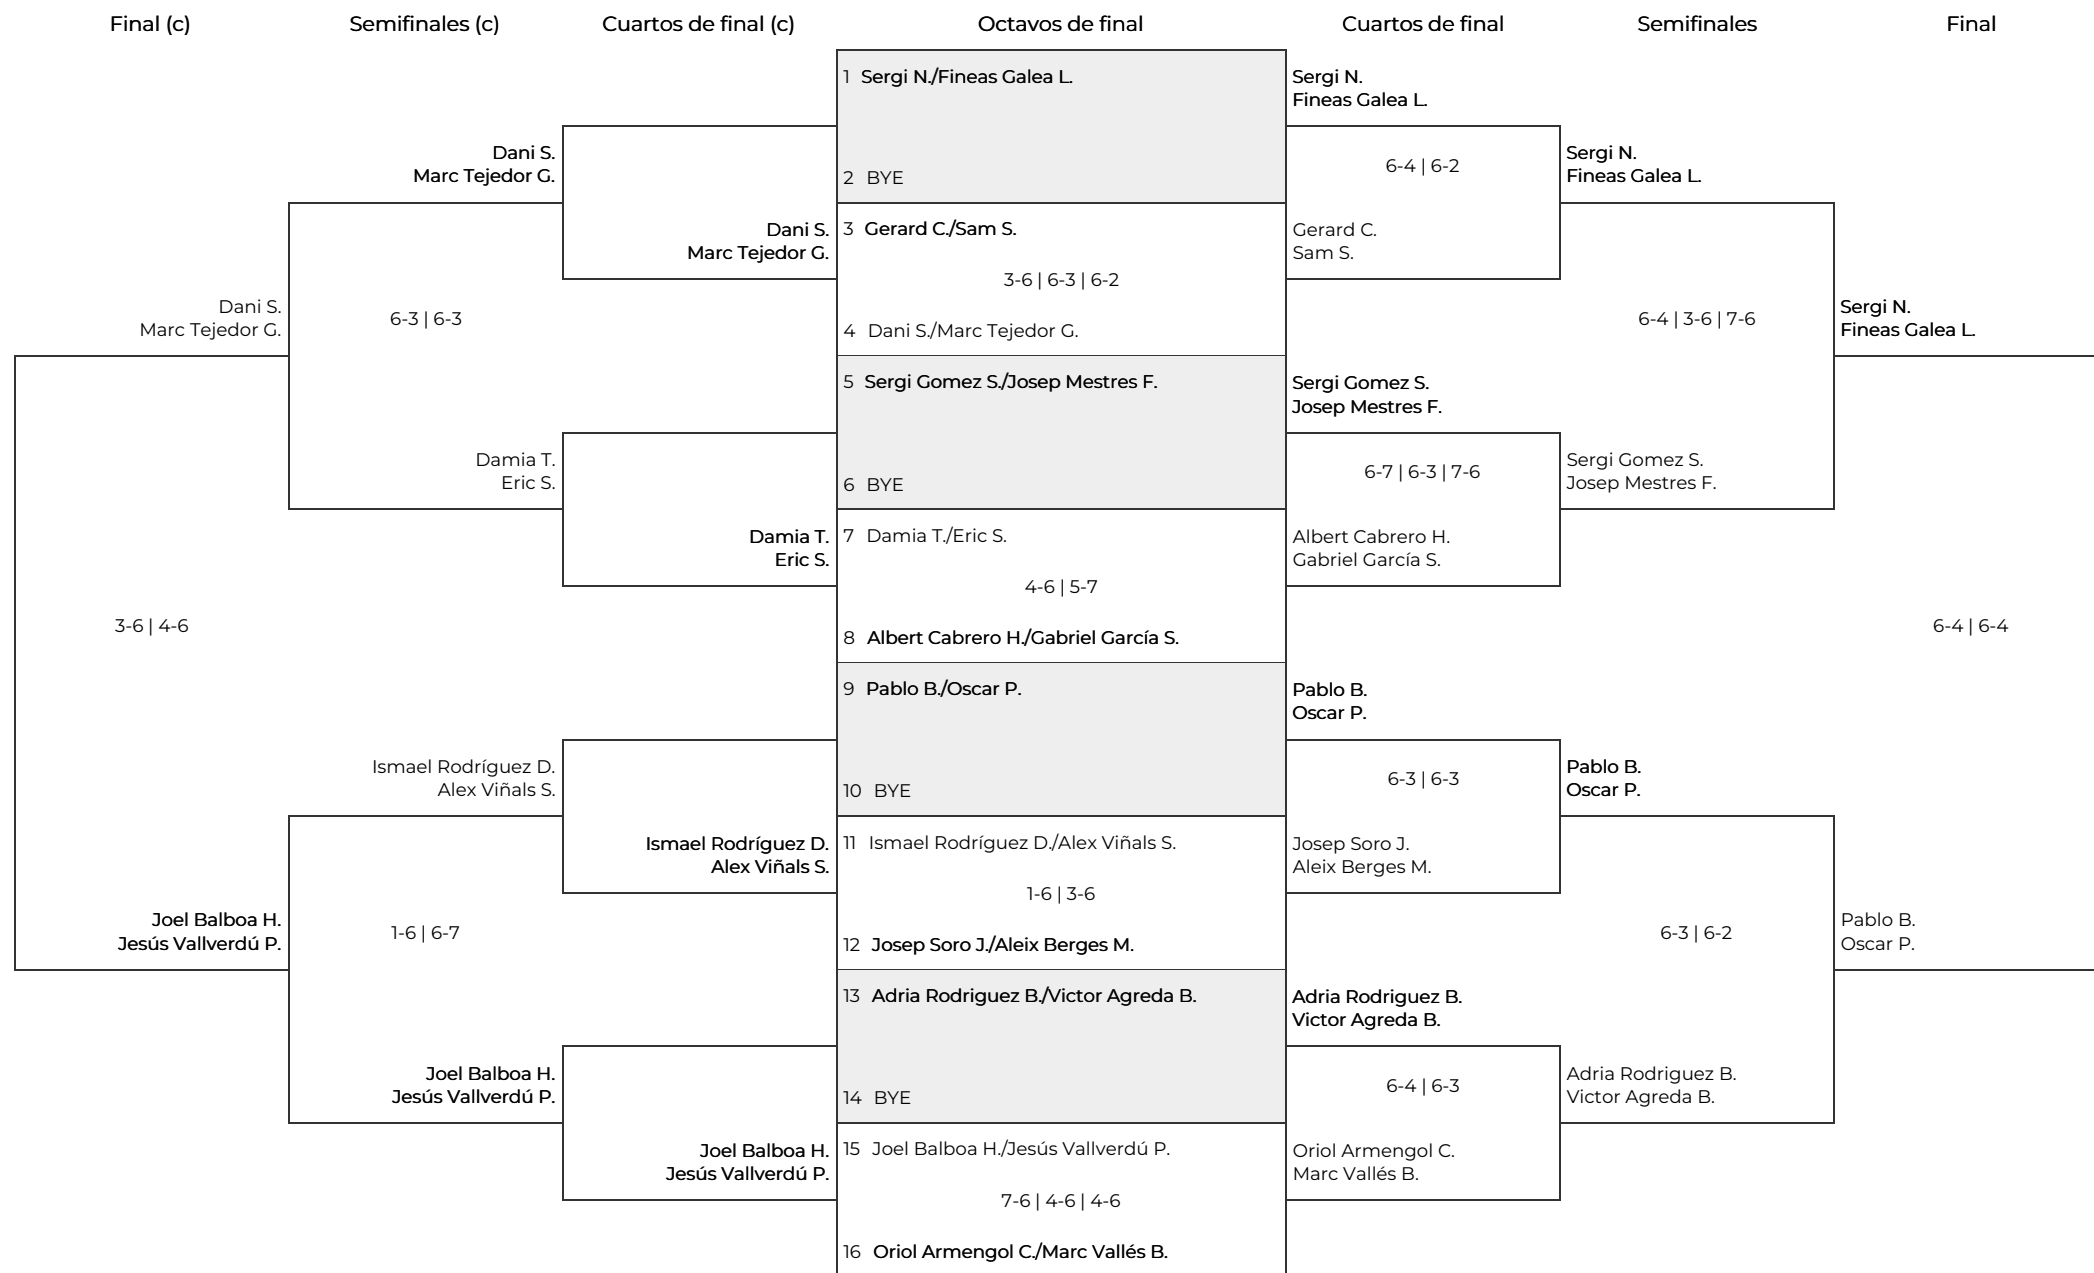 Final (c)
Semifinales (c)
Cuartos de final (c)
Octavos de final
Cuartos de final
Semifinales
Final
Dani S.
Marc Tejedor G.
3-6 | 4-6
Joel Balboa H.
Jesús Vallverdú P.
Dani S.
Marc Tejedor G.
6-3 | 6-3
Damia T.
Eric S.
Ismael Rodríguez D.
Alex Viñals S.
1-6 | 6-7
Joel Balboa H.
Jesús Vallverdú P.
Dani S.
Marc Tejedor G.
Damia T.
Eric S.
Ismael Rodríguez D.
Alex Viñals S.
Joel Balboa H.
Jesús Vallverdú P.
1 Sergi N./Fineas Galea L.
2 BYE
3 Gerard C./Sam S.
3-6 | 6-3 | 6-2
4 Dani S./Marc Tejedor G.
5 Sergi Gomez S./Josep Mestres F.
6 BYE
7 Damia T./Eric S.
4-6 | 5-7
8 Albert Cabrero H./Gabriel García S.
9 Pablo B./Oscar P.
10 BYE
11 Ismael Rodríguez D./Alex Viñals S.
1-6 | 3-6
12 Josep Soro J./Aleix Berges M.
13 Adria Rodriguez B./Victor Agreda B.
14 BYE
15 Joel Balboa H./Jesús Vallverdú P.
7-6 | 4-6 | 4-6
16 Oriol Armengol C./Marc Vallés B.
Sergi N.
Fineas Galea L.
6-4 | 6-2
Gerard C.
Sam S.
Sergi Gomez S.
Josep Mestres F.
6-7 | 6-3 | 7-6
Albert Cabrero H.
Gabriel García S.
Pablo B.
Oscar P.
6-3 | 6-3
Josep Soro J.
Aleix Berges M.
Adria Rodriguez B.
Victor Agreda B.
6-4 | 6-3
Oriol Armengol C.
Marc Vallés B.
Sergi N.
Fineas Galea L.
6-4 | 3-6 | 7-6
Sergi Gomez S.
Josep Mestres F.
Pablo B.
Oscar P.
6-3 | 6-2
Adria Rodriguez B.
Victor Agreda B.
Sergi N.
Fineas Galea L.
6-4 | 6-4
Pablo B.
Oscar P.